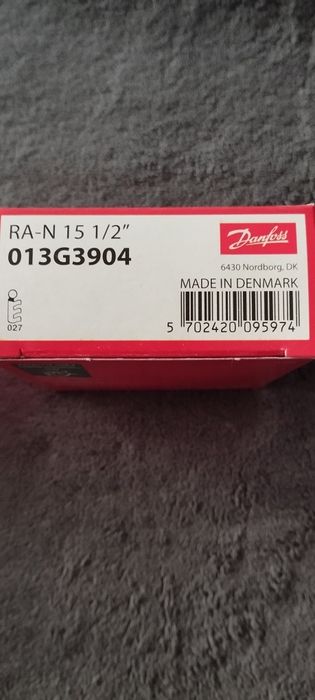 RA-N 15 1/2”
Danfoss
013G3904
6430 Nordborg, DK
MADE IN DENMARK
027
5 702420 095974